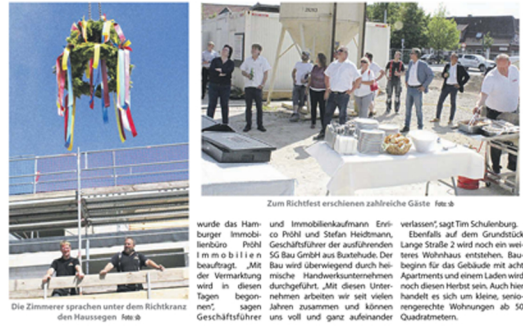 Zum Richtfest erschienen zahlreiche Gäste Foto: sb
Die Zimmerer sprachen unter dem Richtkranz
den Haussegen Foto: sb
wurde das Ham-
burger Immobi-
lienbüro Pröhl
Immobilien
beauftragt. „Mit
der Vermarktung
wird in diesen
Tagen begon-
nen“, sagen
Geschäftsführer
und Immobilienkaufmann Enri-
co Pröhl und Stefan Heidtmann,
Geschäftsführer der ausführenden
SG Bau GmbH aus Buxtehude. Der
Bau wird überwiegend durch hei-
mische Handwerksunternehmen
durchgeführt. „Mit diesen Unter-
nehmen arbeiten wir seit vielen
Jahren zusammen und können
uns voll und ganz aufeinander
verlassen“, sagt Tim Schulenburg.
Ebenfalls auf dem Grundstück
Lange Straße 2 wird noch ein wei-
teres Wohnhaus entstehen. Bau-
beginn für das Gebäude mit acht
Apartments und einem Laden wird
noch diesen Herbst sein. Auch hier
handelt es sich um kleine, senio-
rengerechte Wohnungen ab 50
Quadratmetern.